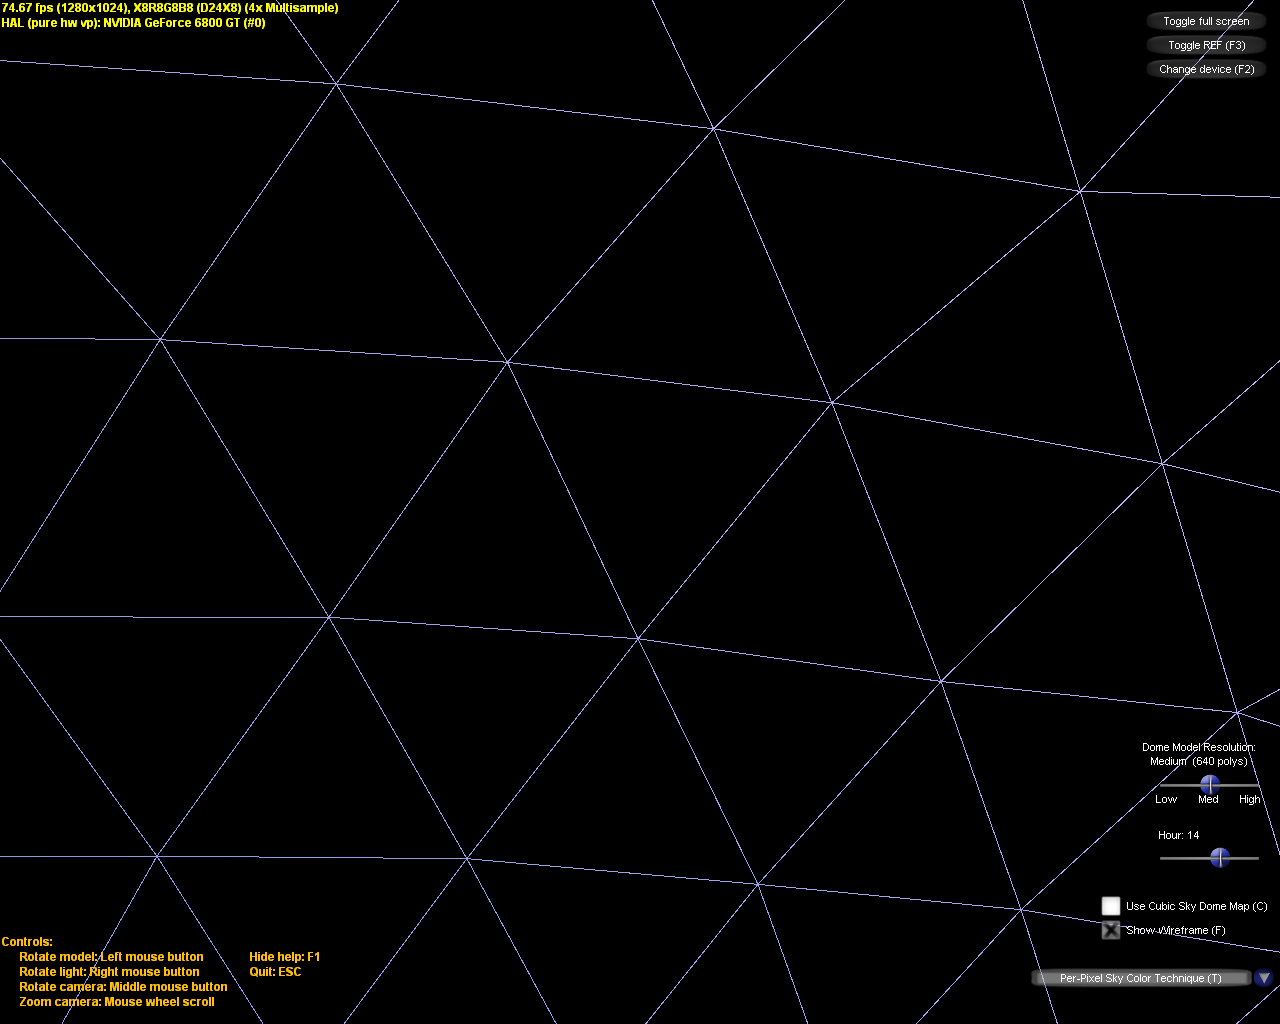 74.67 fps (1280x1024), X8R8G8B8 (D24X8) (4x Multisample)
HAL (pure hw vp): NVIDIA GeForce 6800 GT (#0)
Toggle full screen
Toggle REF (F3)
Change device (F2)
Dome Model Resolution:
Medium (640 polys)
Low Med High
Hour: 14
Use Cubic Sky Dome Map (C)
Show Wireframe (F)
Per-Pixel Sky Color Technique (T)
Controls:
Rotate model: Left mouse button Hide help: F1
Rotate light: Right mouse button Quit: ESC
Rotate camera: Middle mouse button
Zoom camera: Mouse wheel scroll